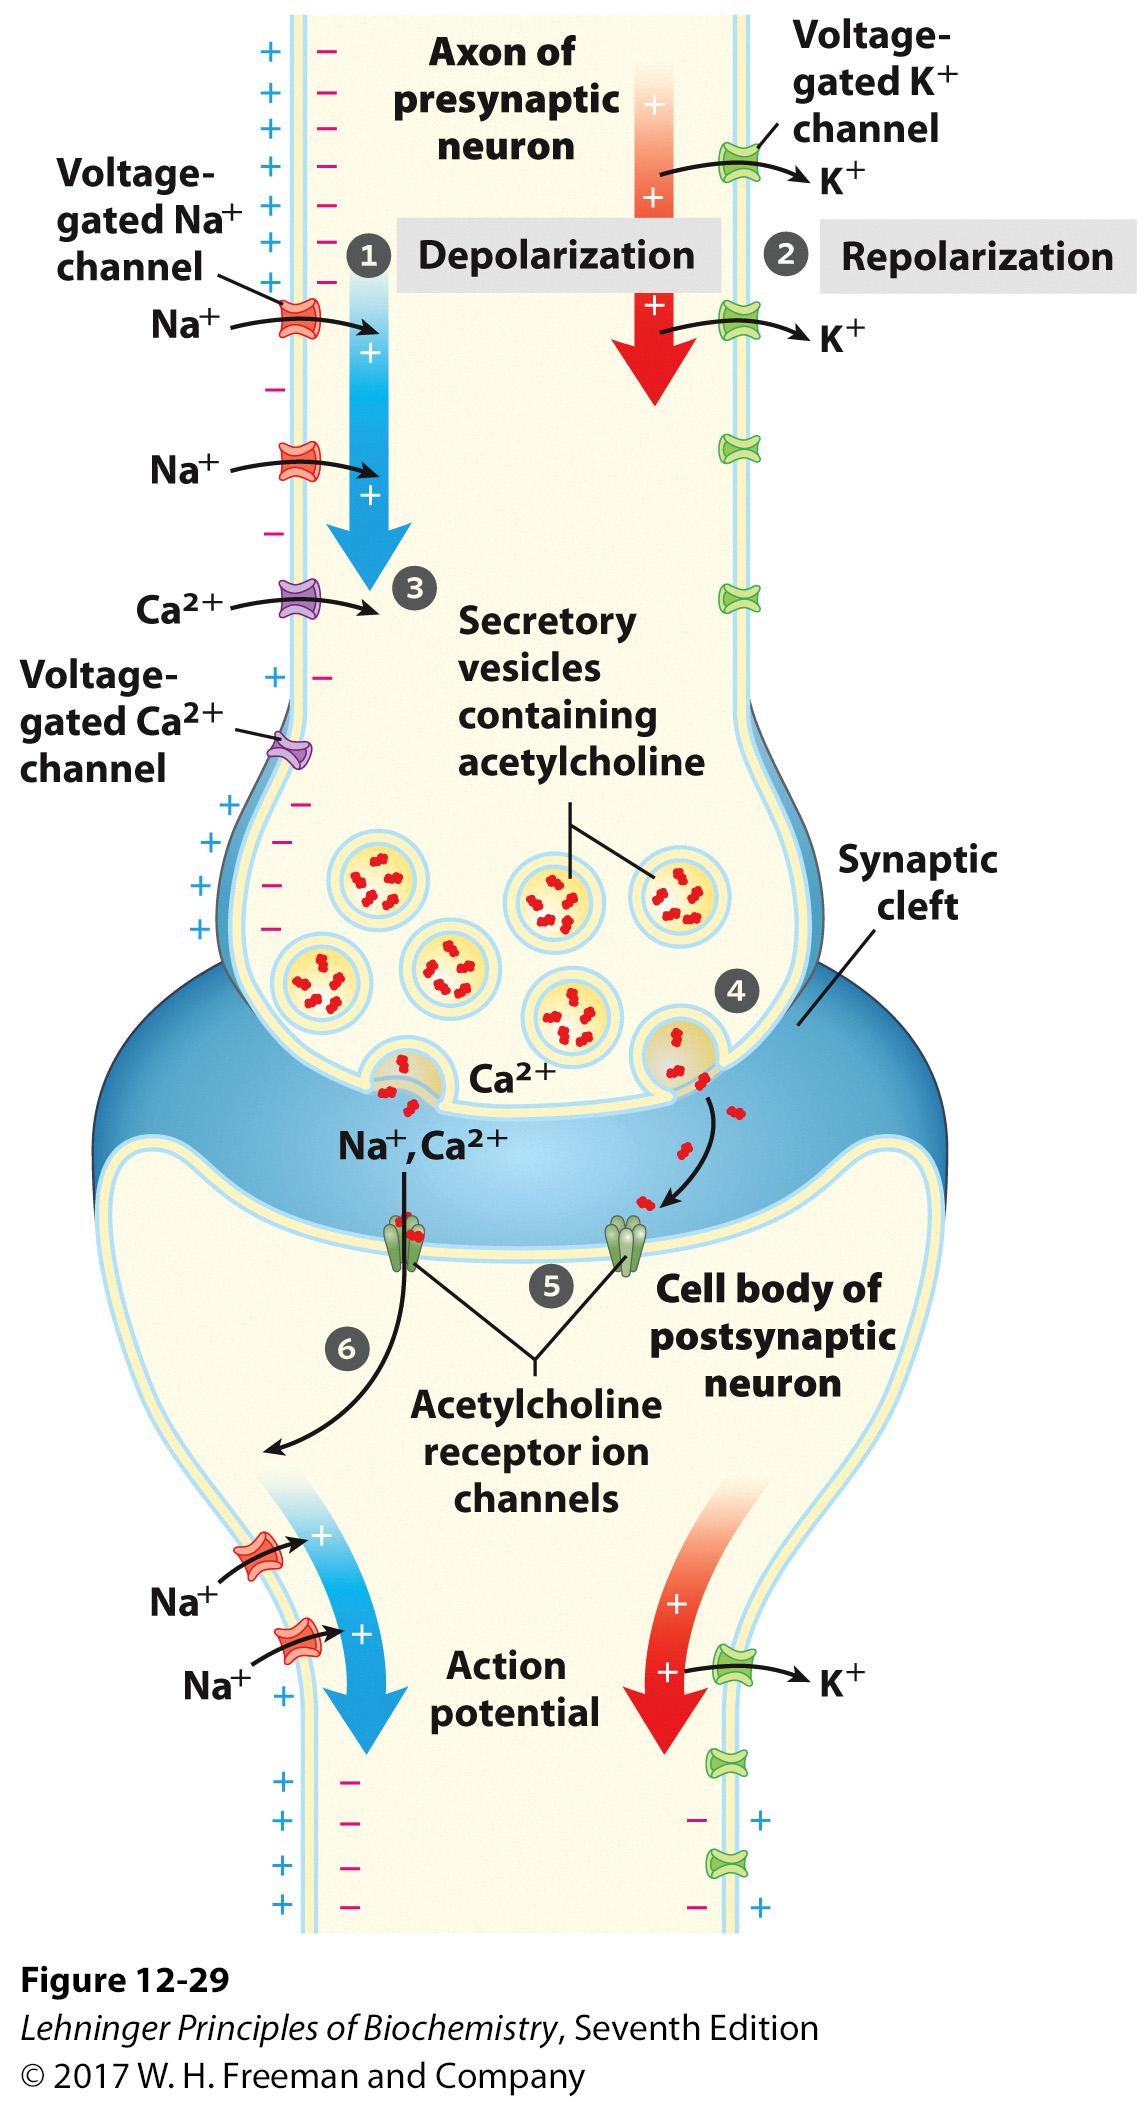 Axon of
presynaptic
neuron
Voltage-
gated K⁺
channel
K⁺
Voltage-
gated Na⁺
channel
1
Depolarization
2
Repolarization
Na⁺
K⁺
Na⁺
3
Ca²⁺
Secretory
vesicles
containing
acetylcholine
Voltage-
gated Ca²⁺
channel
Synaptic
cleft
4
Ca²⁺
Na⁺, Ca²⁺
5
Cell body of
postsynaptic
neuron
6
Acetylcholine
receptor ion
channels
Na⁺
Na⁺
Action
potential
K⁺
Figure 12-29
Lehninger Principles of Biochemistry, Seventh Edition
© 2017 W. H. Freeman and Company